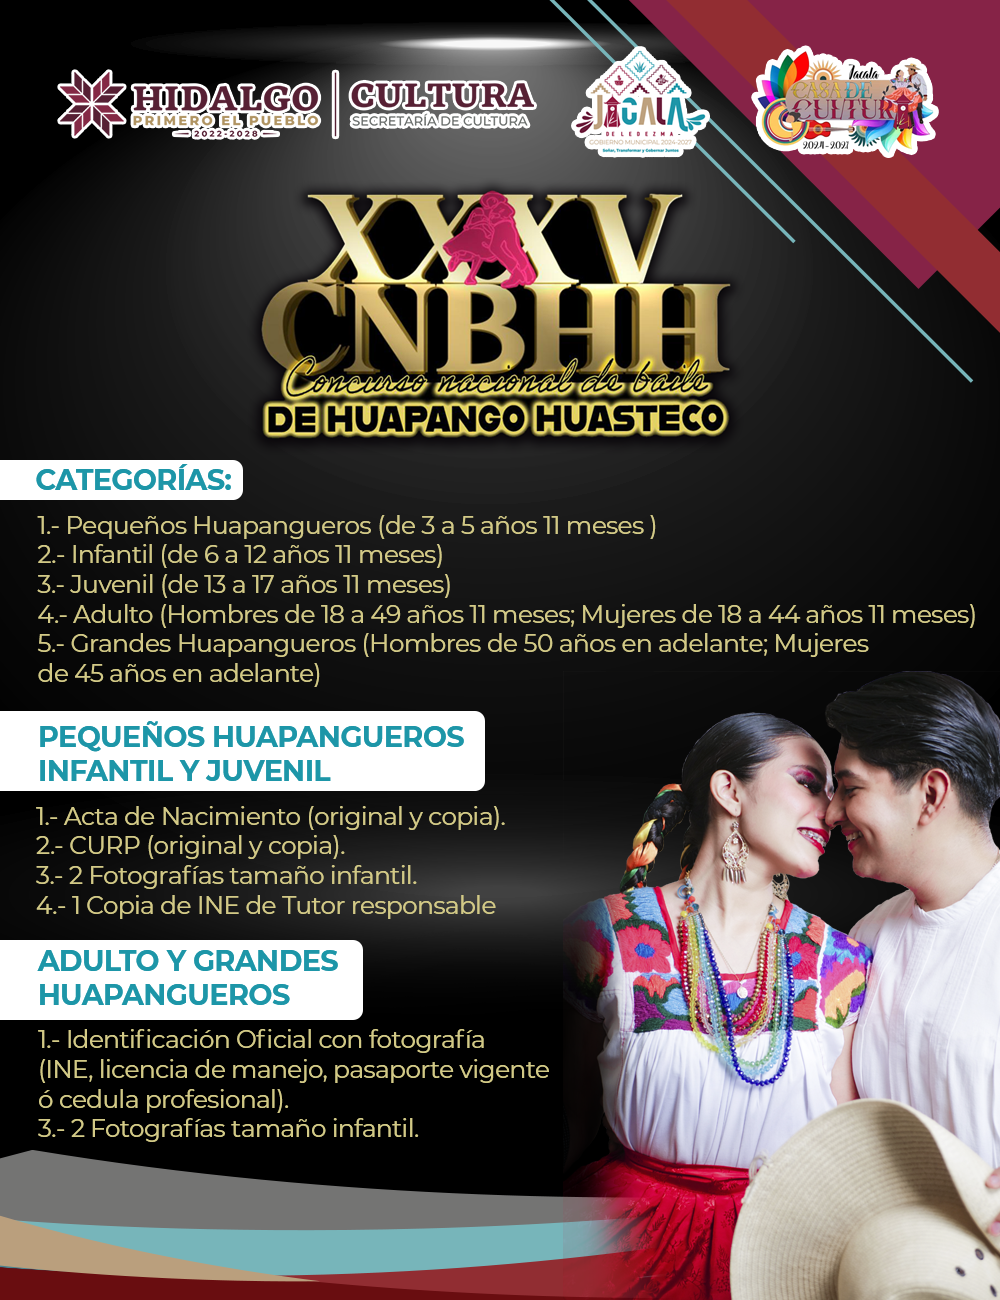 HIDALGO
PRIMERO EL PUEBLO
2022-2028
CULTURA
SECRETARÍA DE CULTURA
JACALA
DE LEDEZMA
GOBIERNO MUNICIPAL 2024-2027
Soñar, Transformar y Gobernar Juntos
Jacala
CASA DE
CULTURA
2024-2027
XXXV
CNBHH
Concurso nacional de baile
DE HUAPANGO HUASTECO
CATEGORÍAS:
1.- Pequeños Huapangueros (de 3 a 5 años 11 meses )
2.- Infantil (de 6 a 12 años 11 meses)
3.- Juvenil (de 13 a 17 años 11 meses)
4.- Adulto (Hombres de 18 a 49 años 11 meses; Mujeres de 18 a 44 años 11 meses)
5.- Grandes Huapangueros (Hombres de 50 años en adelante; Mujeres
de 45 años en adelante)
PEQUEÑOS HUAPANGUEROS
INFANTIL Y JUVENIL
1.- Acta de Nacimiento (original y copia).
2.- CURP (original y copia).
3.- 2 Fotografías tamaño infantil.
4.- 1 Copia de INE de Tutor responsable
ADULTO Y GRANDES
HUAPANGUEROS
1.- Identificación Oficial con fotografía
(INE, licencia de manejo, pasaporte vigente
ó cedula profesional).
3.- 2 Fotografías tamaño infantil.